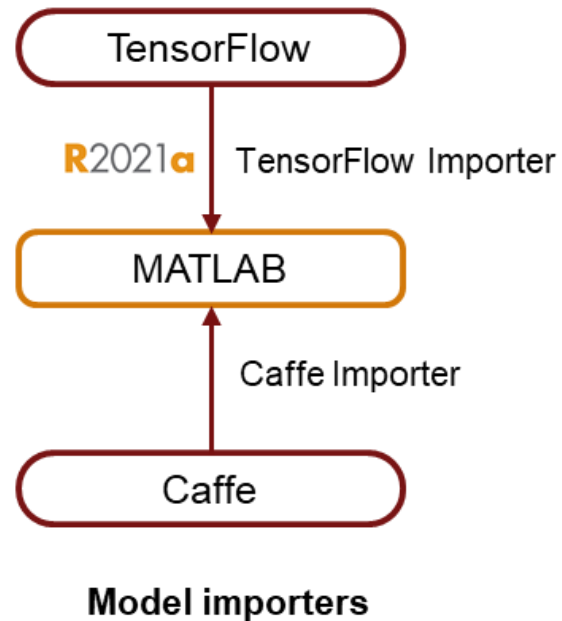 TensorFlow
R2021a TensorFlow Importer
MATLAB
Caffe Importer
Caffe
Model importers